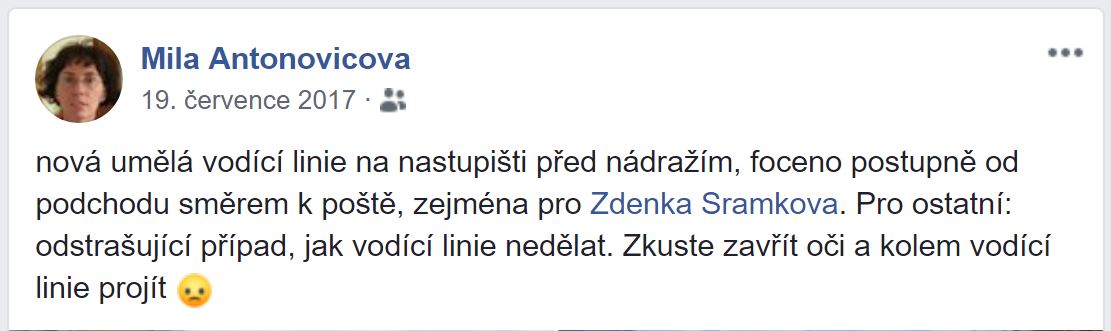 Mila Antonovicova
19. července 2017 ·
nová umělá vodící linie na nastupišti před nádražím, foceno postupně od
podchodu směrem k poště, zejména pro Zdenka Sramkova. Pro ostatní:
odstrašující případ, jak vodící linie nedělat. Zkuste zavřít oči a kolem vodící
linie projít 😞